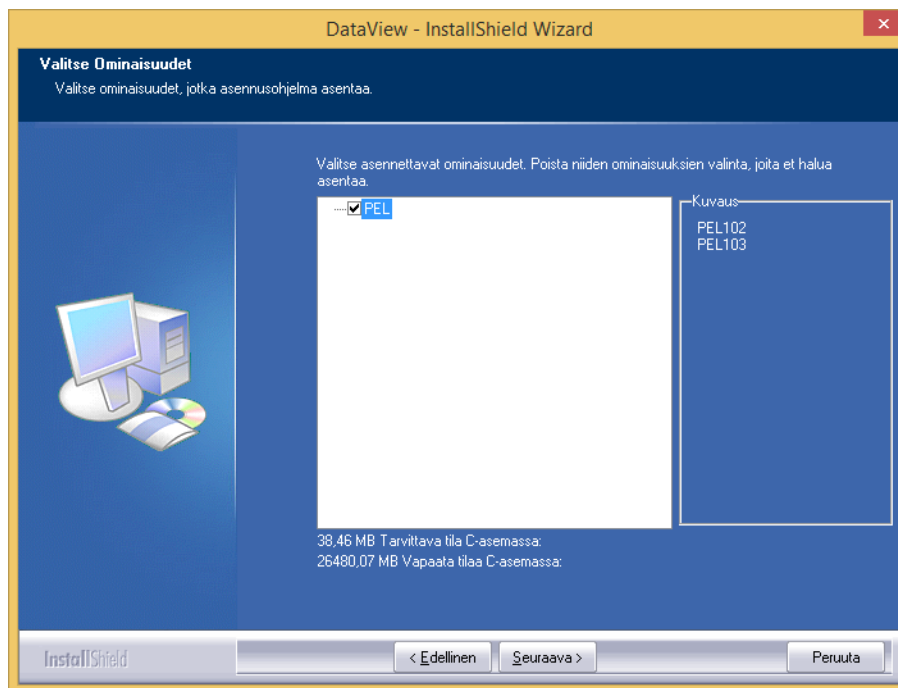 DataView - InstallShield Wizard
Valitse Ominaisuudet
Valitse ominaisuudet, jotka asennusohjelma asentaa.
Valitse asennettavat ominaisuudet. Poista niiden ominaisuuksien valinta, joita et halua
asentaa.
PEL
Kuvaus
PEL102
PEL103
38,46 MB Tarvittava tila C-asemassa:
26480,07 MB Vapaata tilaa C-asemassa:
InstallShield
< Edellinen
Seuraava >
Peruuta